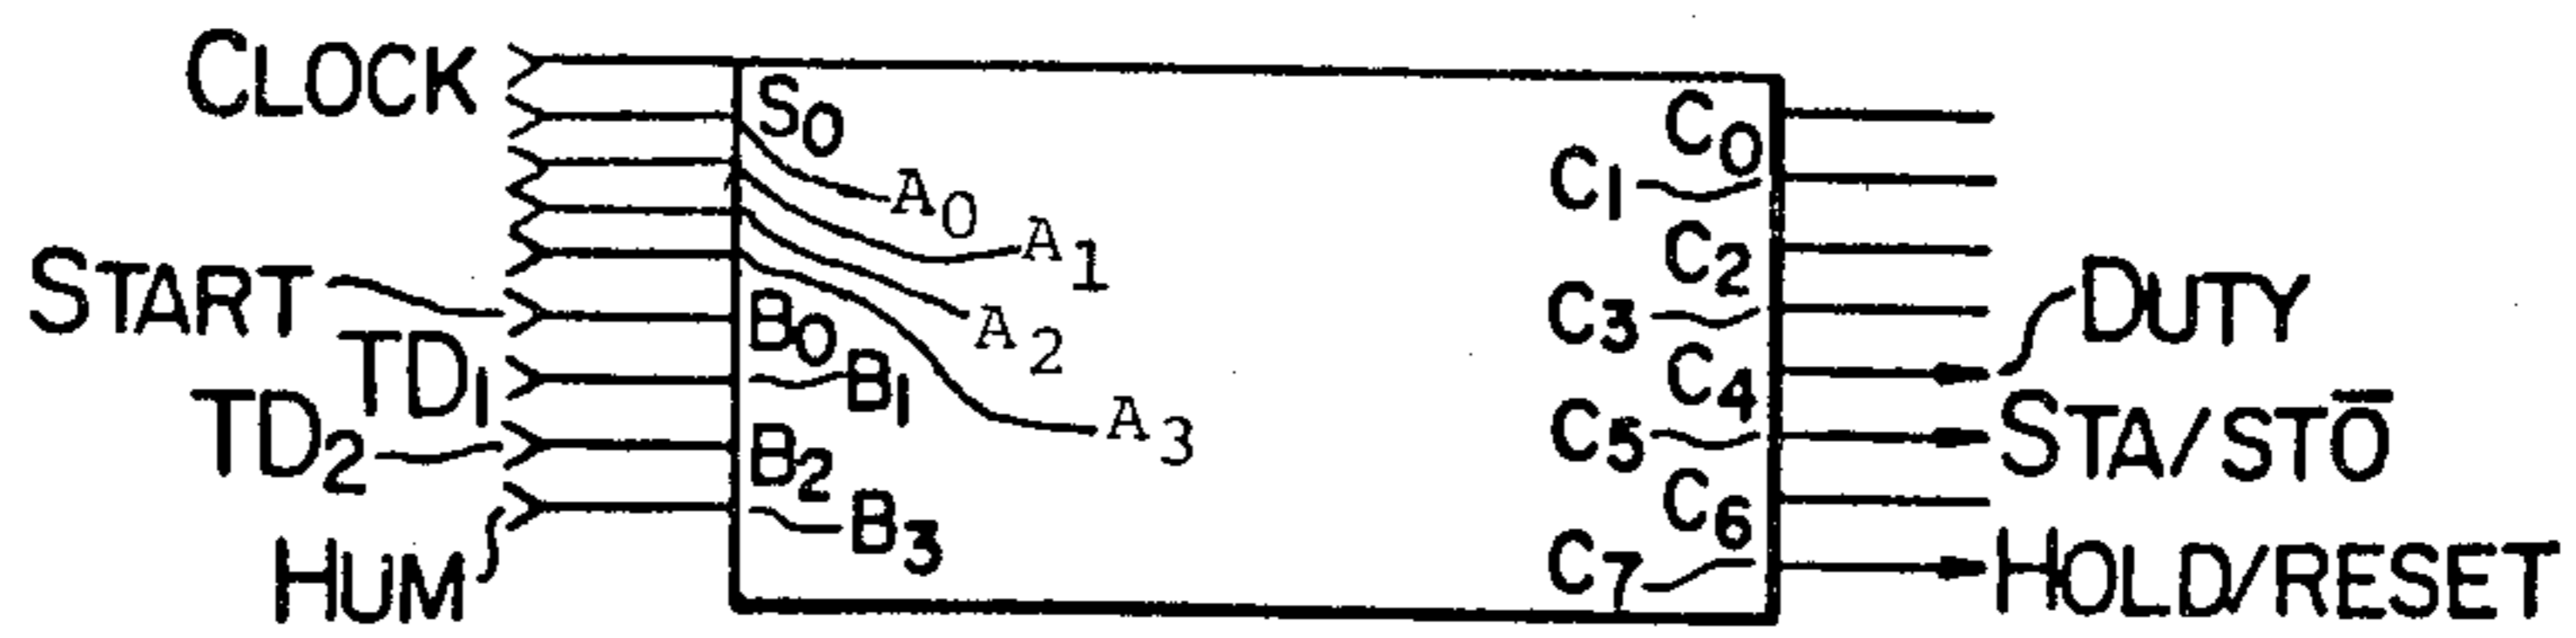 CLOCK
S0
C0
A0
C1
A1
C2
START
B0
A2
C3
DUTY
TD1
B1
C4
TD2
B2
A3
C5
STA/STO̅
B3
C6
HUM
C7
HOLD/RESET